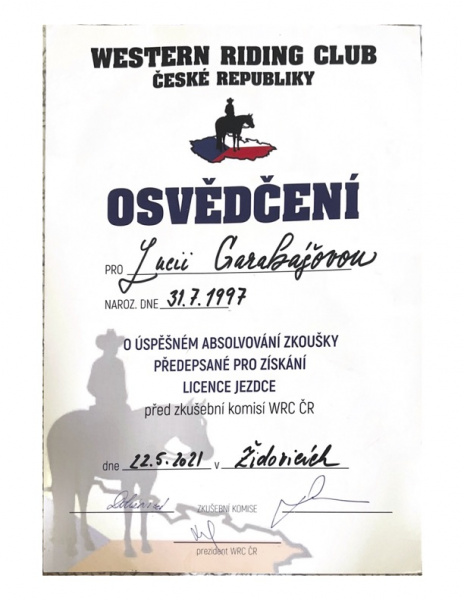 WESTERN RIDING CLUB
ČESKÉ REPUBLIKY
OSVĚDČENÍ
PRO Lucii Garabášovou
NAROZ. DNE 31.7.1997
O ÚSPĚŠNÉM ABSOLVOVÁNÍ ZKOUŠKY
PŘEDEPSANÉ PRO ZÍSKÁNÍ
LICENCE JEZDCE
před zkušební komisí WRC ČR
dne 22.5.2021 v Židovicích
ZKUŠEBNÍ KOMISE
prezident WRC ČR